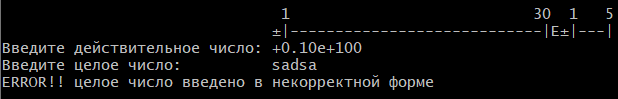 1                             30  1   5
±|-----------------------------|E±|---|
Введите действительное число: +0.10e+100
Введите целое число:          sadsa
ERROR!! целое число введено в некорректной форме